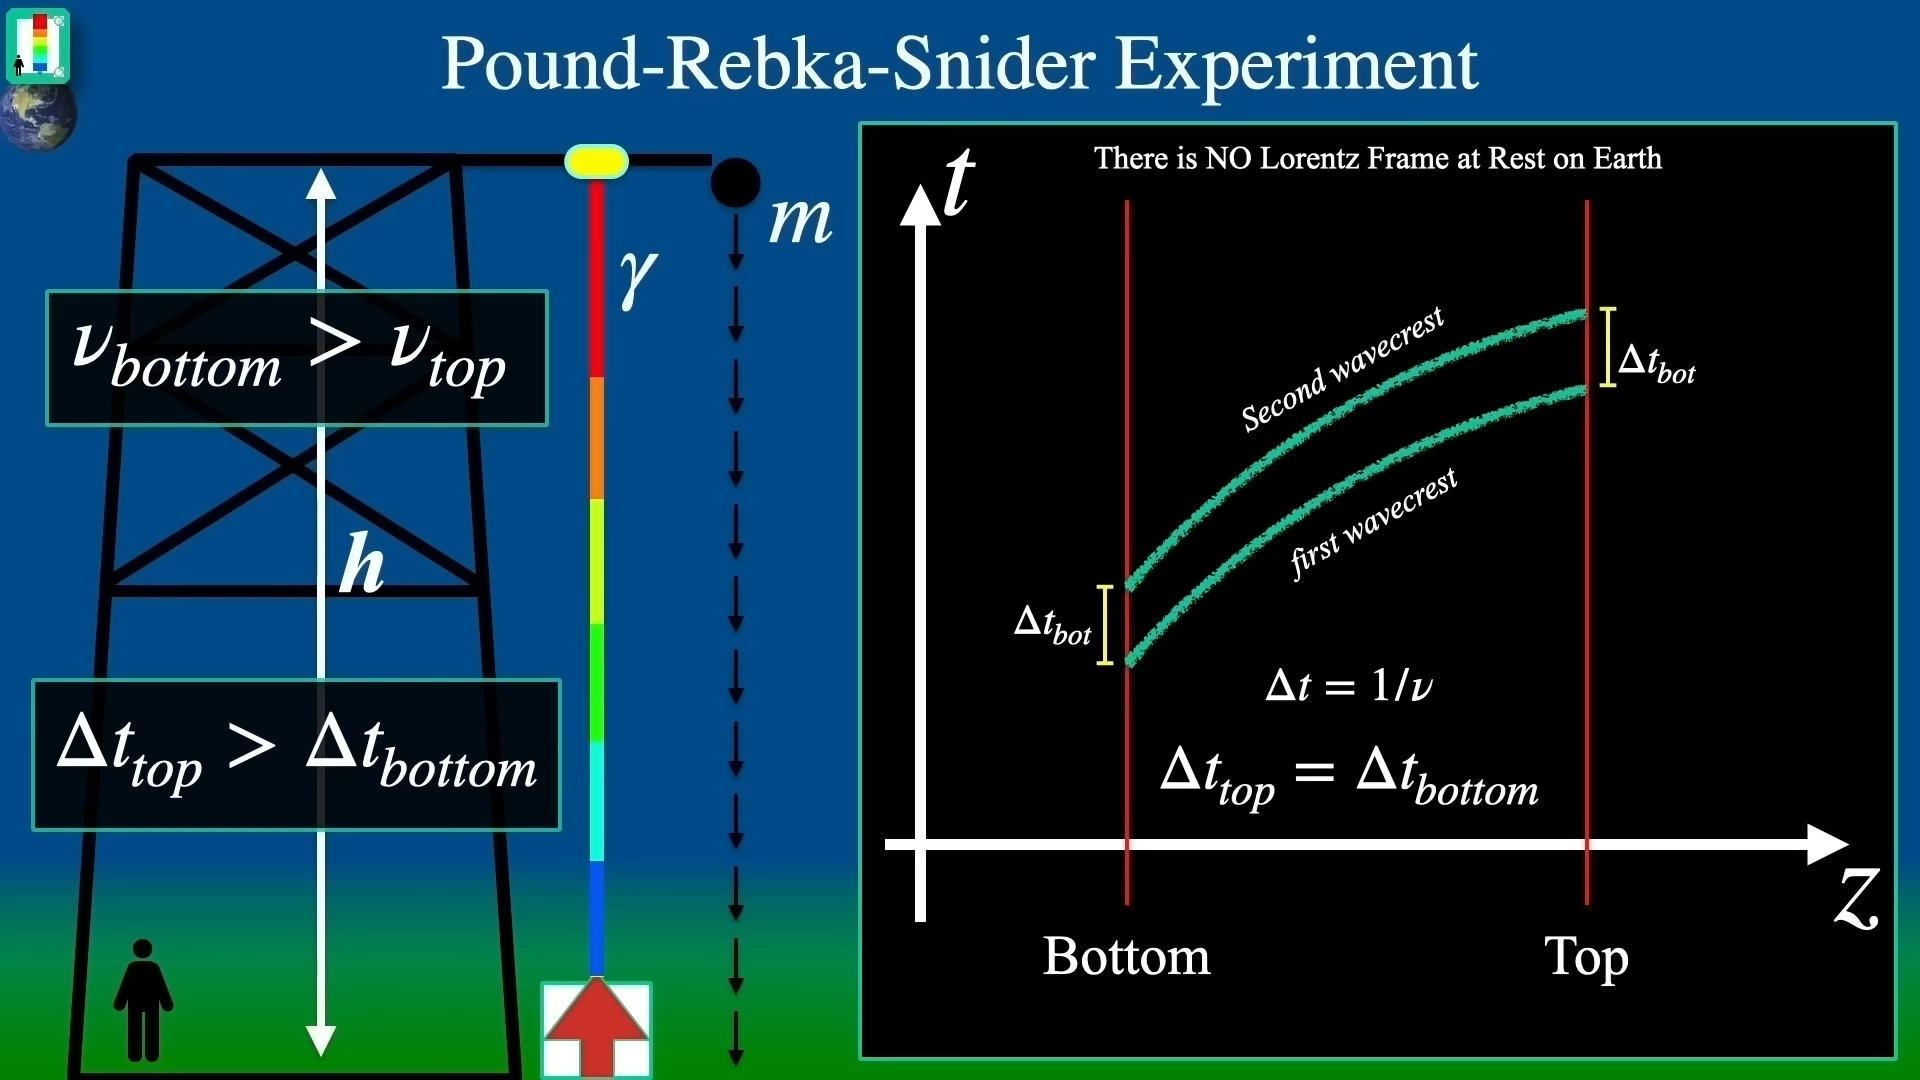 Pound-Rebka-Snider Experiment
m
γ
ν_bottom > ν_top
h
Δt_top > Δt_bottom
There is NO Lorentz Frame at Rest on Earth
t
Second wavecrest
Δt_bot
first wavecrest
Δt_bot
Δt = 1/ν
Δt_top = Δt_bottom
z
Bottom
Top